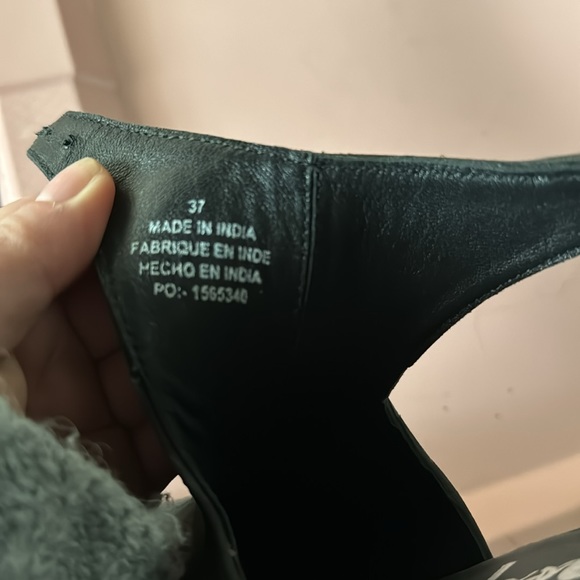 37
MADE IN INDIA
FABRIQUE EN INDE
HECHO EN INDIA
PO:- 1565340